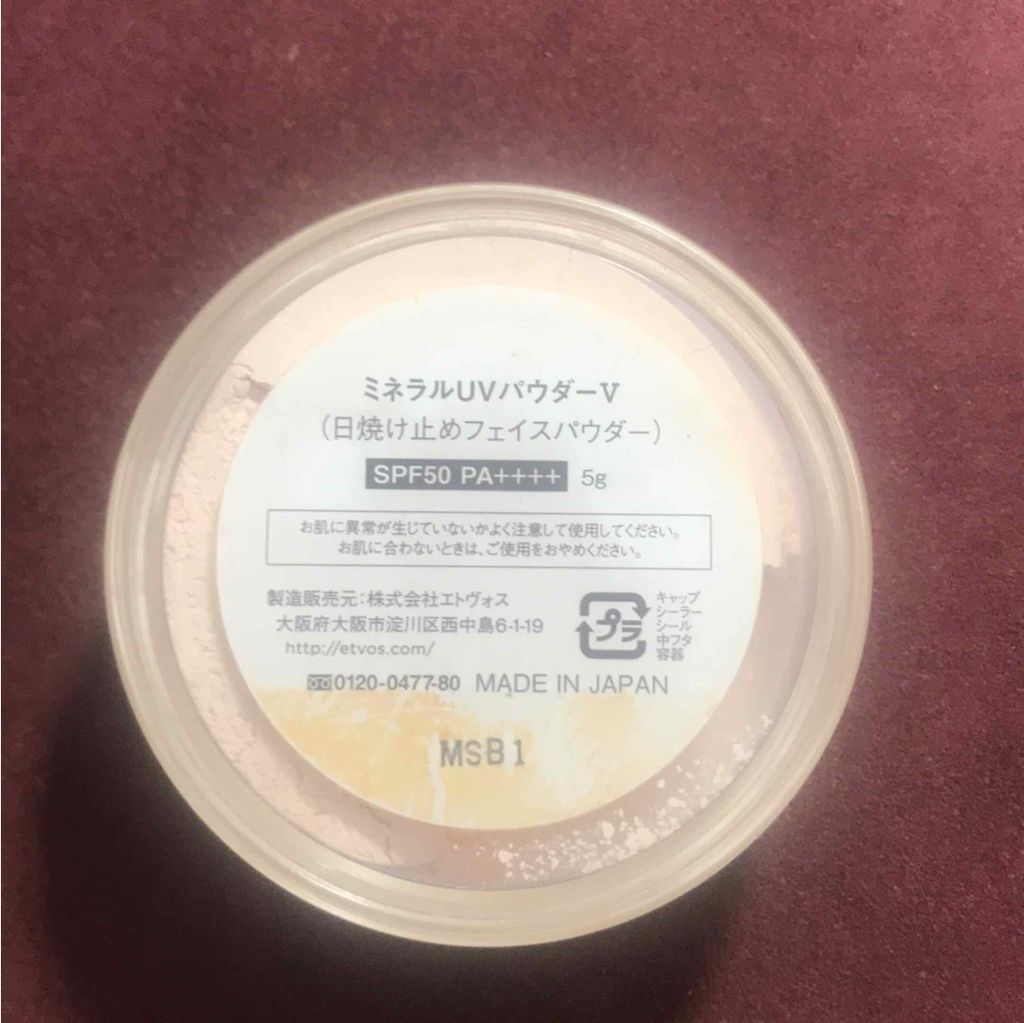 ミネラルUVパウダーV
(日焼け止めフェイスパウダー)
SPF50 PA++++ 5g
お肌に異常が生じていないかよく注意して使用してください。
お肌に合わないときは、ご使用をおやめください。
製造販売元:株式会社エトヴォス
大阪府大阪市淀川区西中島6-1-19
http://etvos.com/
0120-0477-80 MADE IN JAPAN
プラ
キャップ
シーラー
シール
中フタ
容器
MSB1